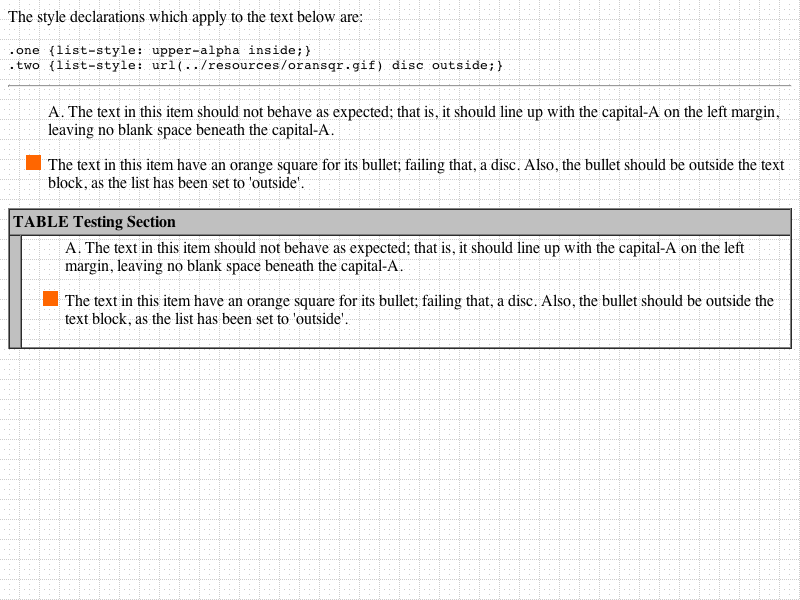 The style declarations which apply to the text below are:
.one {list-style: upper-alpha inside;}
.two {list-style: url(../resources/oransqr.gif) disc outside;}
A. The text in this item should not behave as expected; that is, it should line up with the capital-A on the left margin,
leaving no blank space beneath the capital-A.
The text in this item have an orange square for its bullet; failing that, a disc. Also, the bullet should be outside the text
block, as the list has been set to 'outside'.
TABLE Testing Section
A. The text in this item should not behave as expected; that is, it should line up with the capital-A on the left
margin, leaving no blank space beneath the capital-A.
The text in this item have an orange square for its bullet; failing that, a disc. Also, the bullet should be outside the
text block, as the list has been set to 'outside'.